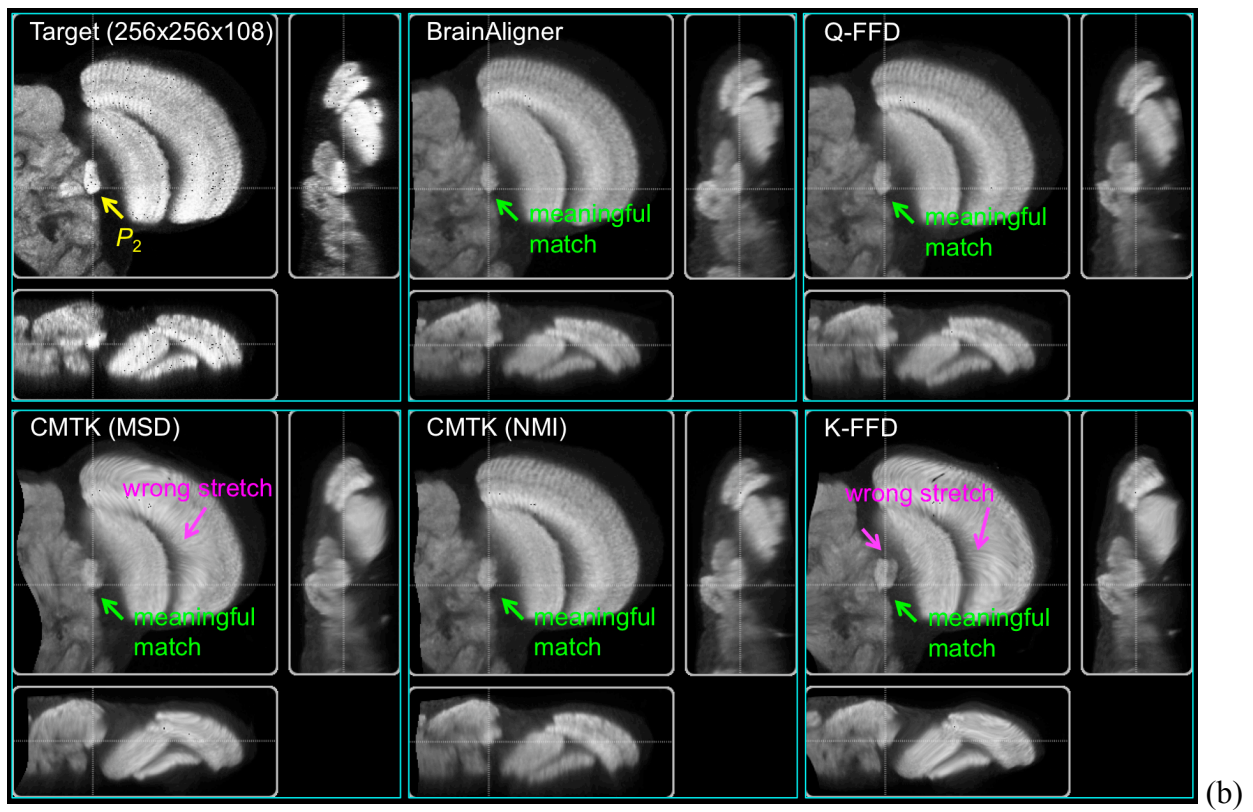 Target (256x256x108)
BrainAligner
Q-FFD
P2
meaningful
match
meaningful
match
CMTK (MSD)
CMTK (NMI)
K-FFD
wrong stretch
wrong stretch
meaningful
match
meaningful
match
meaningful
match
(b)